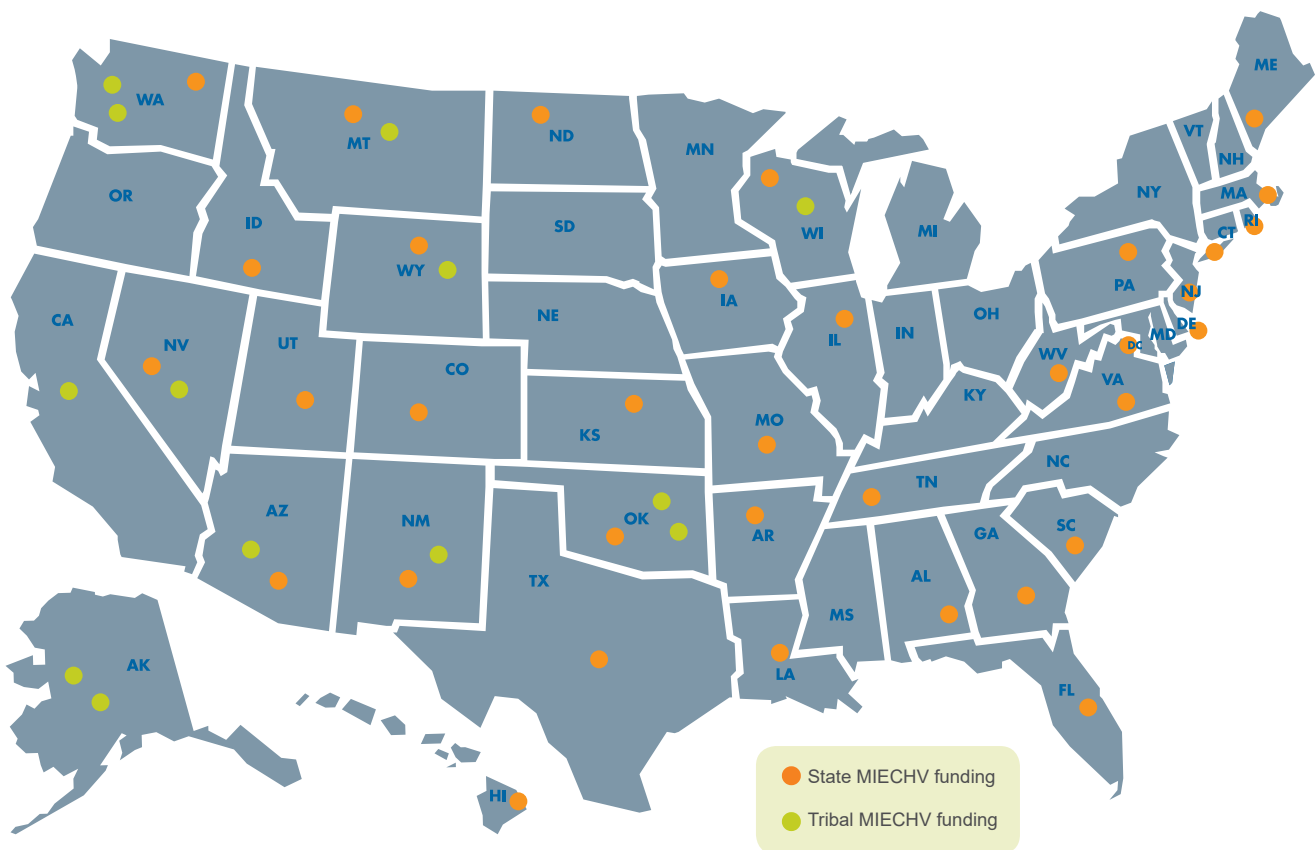 ME
WA
VT
ND
MT
MN
NH
NY
MA
OR
RI
ID
SD
WI
CT
MI
WY
PA
NJ
IA
NE
CA
OH
DE
MD
IN
IL
NV
UT
DC
WV
CO
VA
KY
MO
KS
NC
TN
AZ
OK
NM
SC
GA
AR
TX
AL
MS
AK
LA
FL
HI
State MIECHV funding
Tribal MIECHV funding